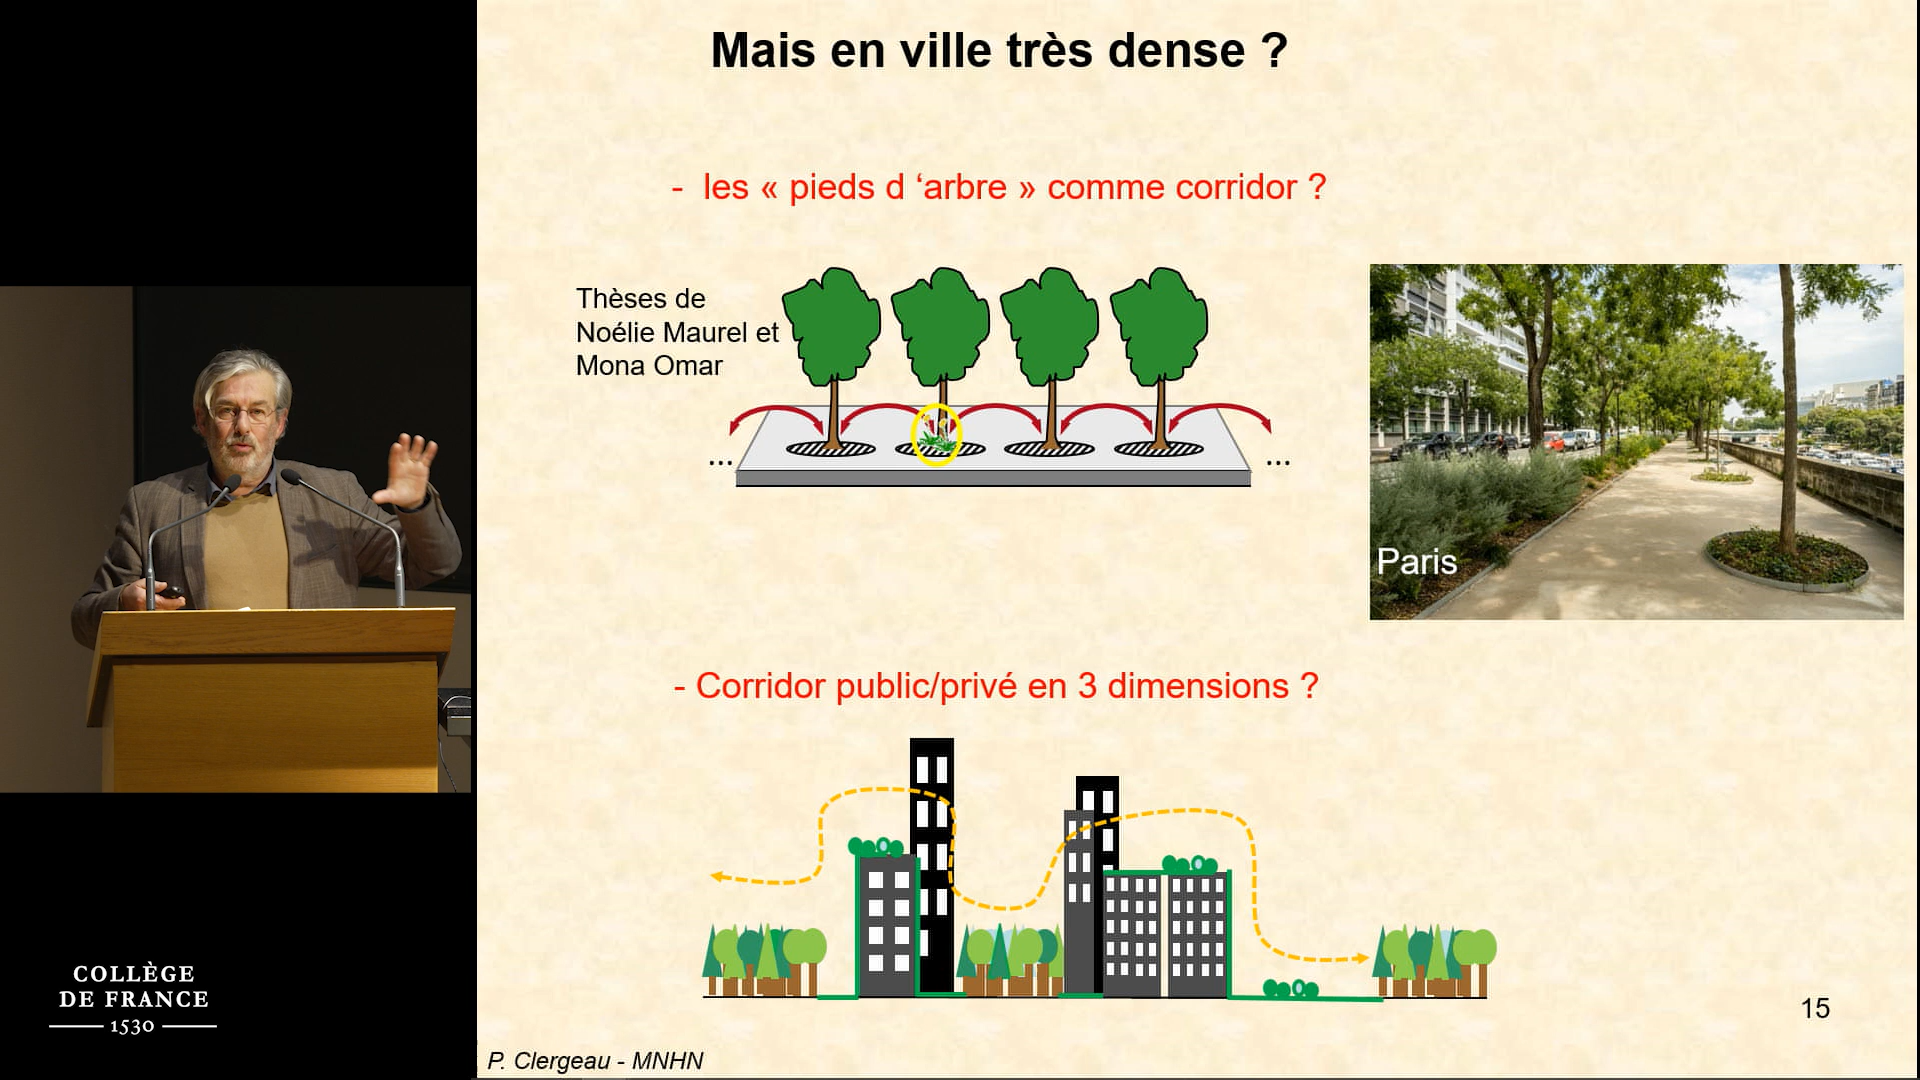 Mais en ville très dense ?
- les « pieds d ‘arbre » comme corridor ?
Thèses de
Noélie Maurel et
Mona Omar
...
...
Paris
- Corridor public/privé en 3 dimensions ?
15
P. Clergeau - MNHN
COLLÈGE
DE FRANCE
1530